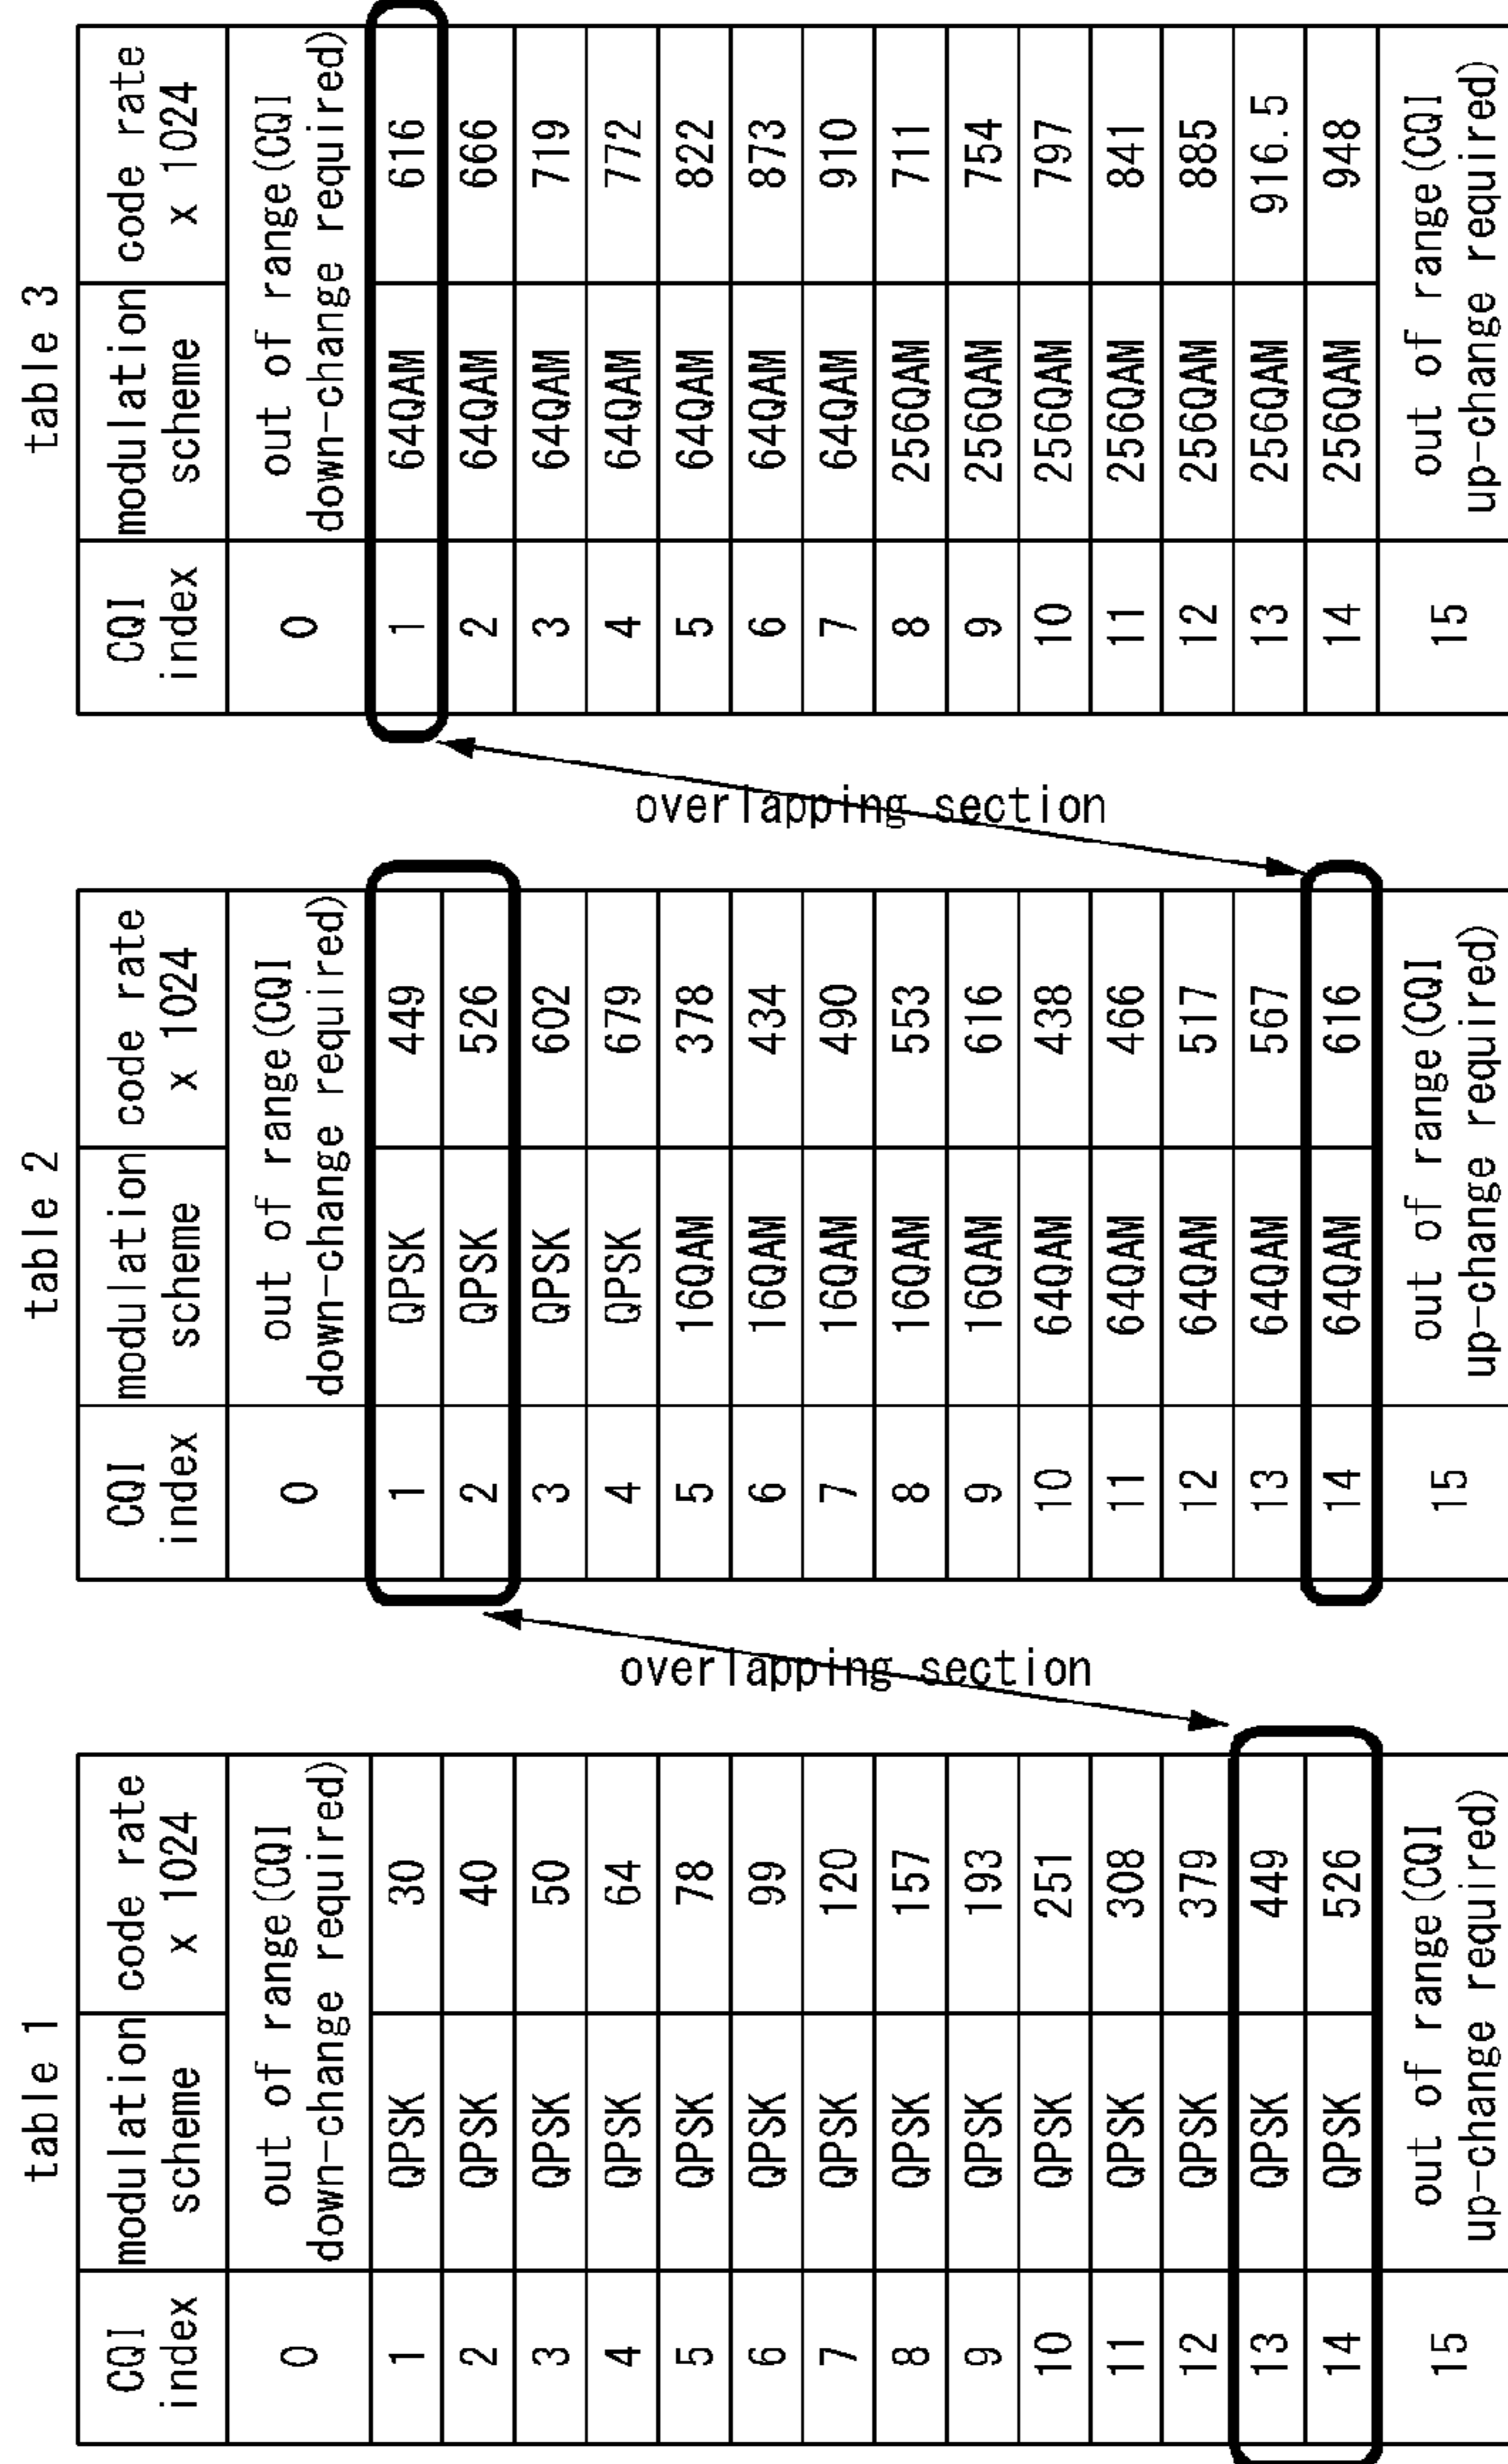 table 1
CQI index modulation scheme code rate x 1024
0 out of range(CQI down-change required)
1 QPSK 30
2 QPSK 40
3 QPSK 50
4 QPSK 64
5 QPSK 78
6 QPSK 99
7 QPSK 120
8 QPSK 157
9 QPSK 193
10 QPSK 251
11 QPSK 308
12 QPSK 379
13 QPSK 449
14 QPSK 526
15 out of range(CQI up-change required)
overlapping section
table 2
CQI index modulation scheme code rate x 1024
0 out of range(CQI down-change required)
1 QPSK 449
2 QPSK 526
3 QPSK 602
4 QPSK 679
5 16QAM 378
6 16QAM 434
7 16QAM 490
8 16QAM 553
9 16QAM 616
10 64QAM 438
11 64QAM 466
12 64QAM 517
13 64QAM 567
14 64QAM 616
15 out of range(CQI up-change required)
overlapping section
table 3
CQI index modulation scheme code rate x 1024
0 out of range(CQI down-change required)
1 64QAM 616
2 64QAM 666
3 64QAM 719
4 64QAM 772
5 64QAM 822
6 64QAM 873
7 64QAM 910
8 256QAM 711
9 256QAM 754
10 256QAM 797
11 256QAM 841
12 256QAM 885
13 256QAM 916.5
14 256QAM 948
15 out of range(CQI up-change required)